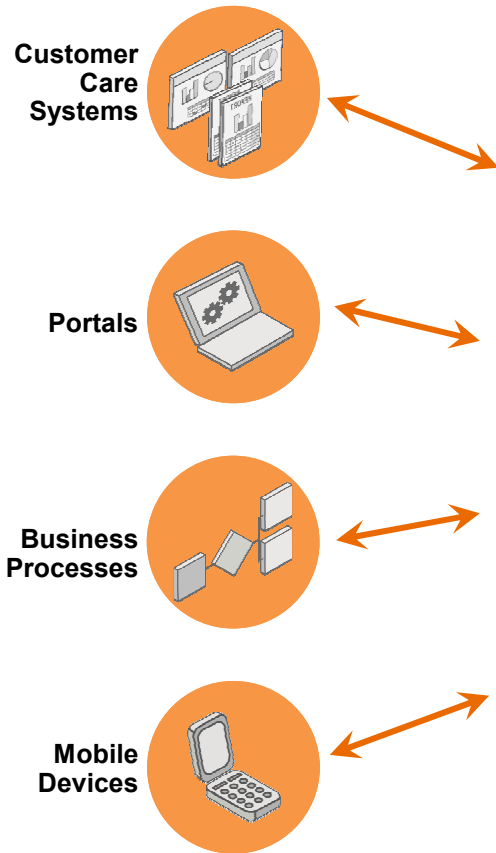 Customer
Care
Systems
Portals
Business
Processes
Mobile
Devices